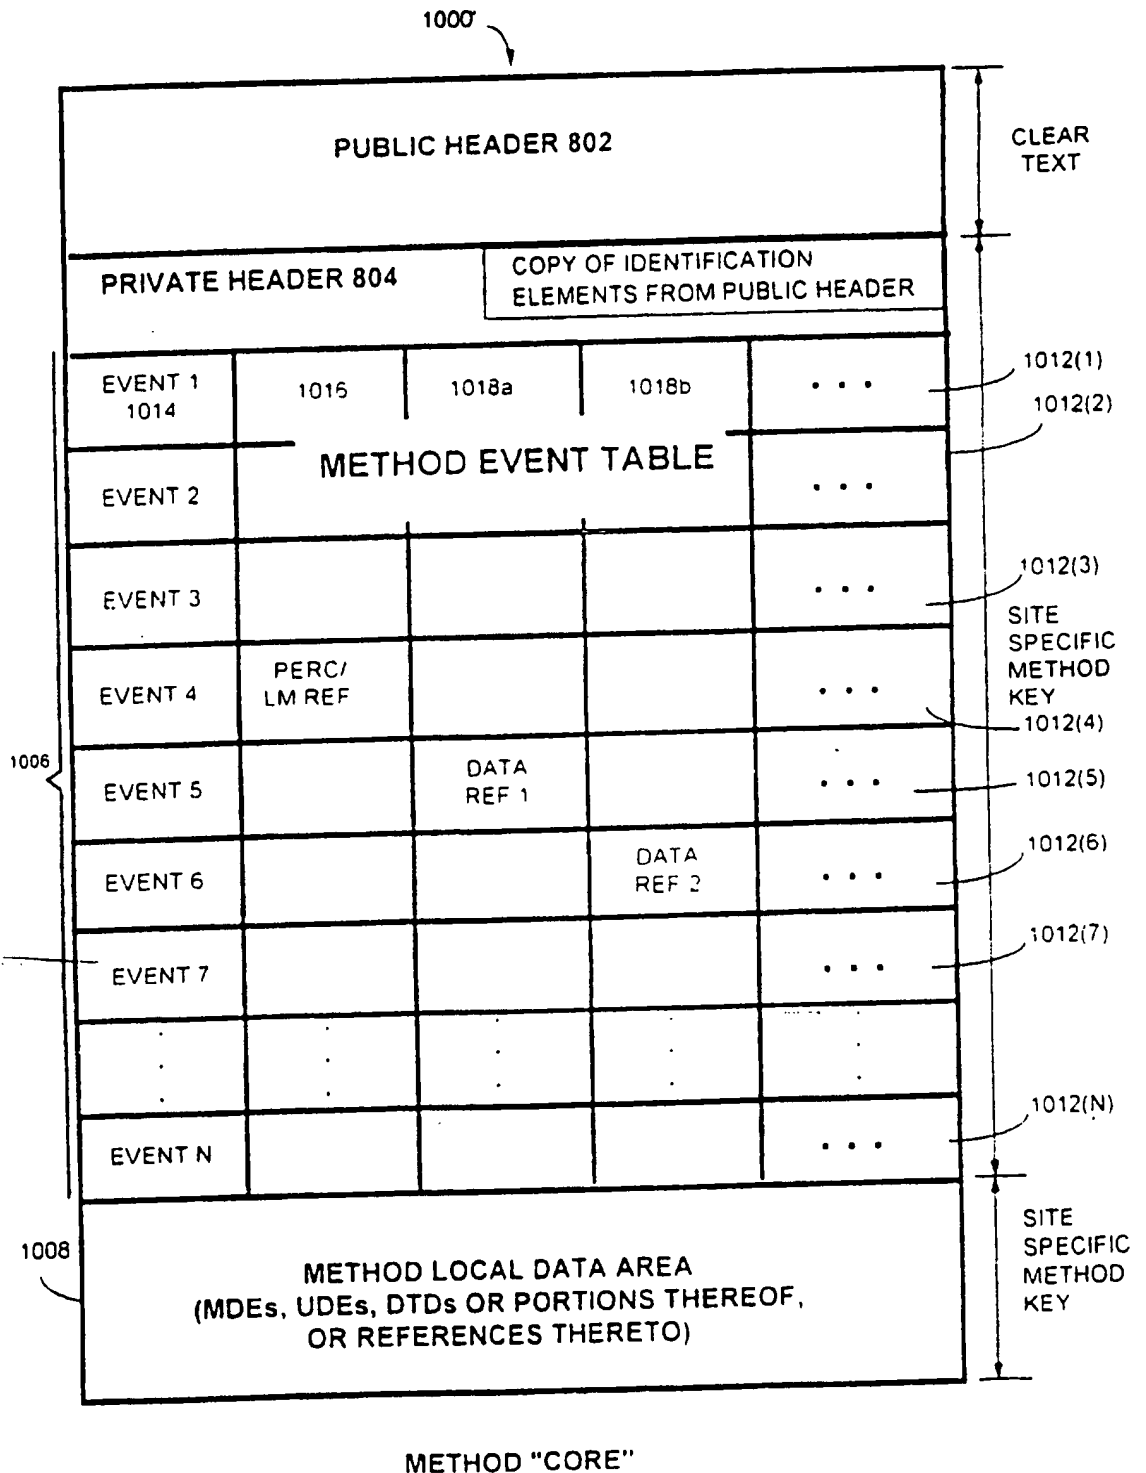 1000
PUBLIC HEADER 802
CLEAR
TEXT
PRIVATE HEADER 804
COPY OF IDENTIFICATION
ELEMENTS FROM PUBLIC HEADER
EVENT 1
1014
1016
1018a
1018b
• • •
1012(1)
1012(2)
METHOD EVENT TABLE
EVENT 2
• • •
EVENT 3
• • •
1012(3)
SITE
SPECIFIC
METHOD
KEY
EVENT 4
PERC/
LM REF
• • •
1012(4)
1006
EVENT 5
DATA
REF 1
• • •
1012(5)
EVENT 6
DATA
REF 2
• • •
1012(6)
EVENT 7
• • •
1012(7)
EVENT N
• • •
1012(N)
1008
METHOD LOCAL DATA AREA
(MDEs, UDEs, DTDs OR PORTIONS THEREOF,
OR REFERENCES THERETO)
SITE
SPECIFIC
METHOD
KEY
METHOD "CORE"